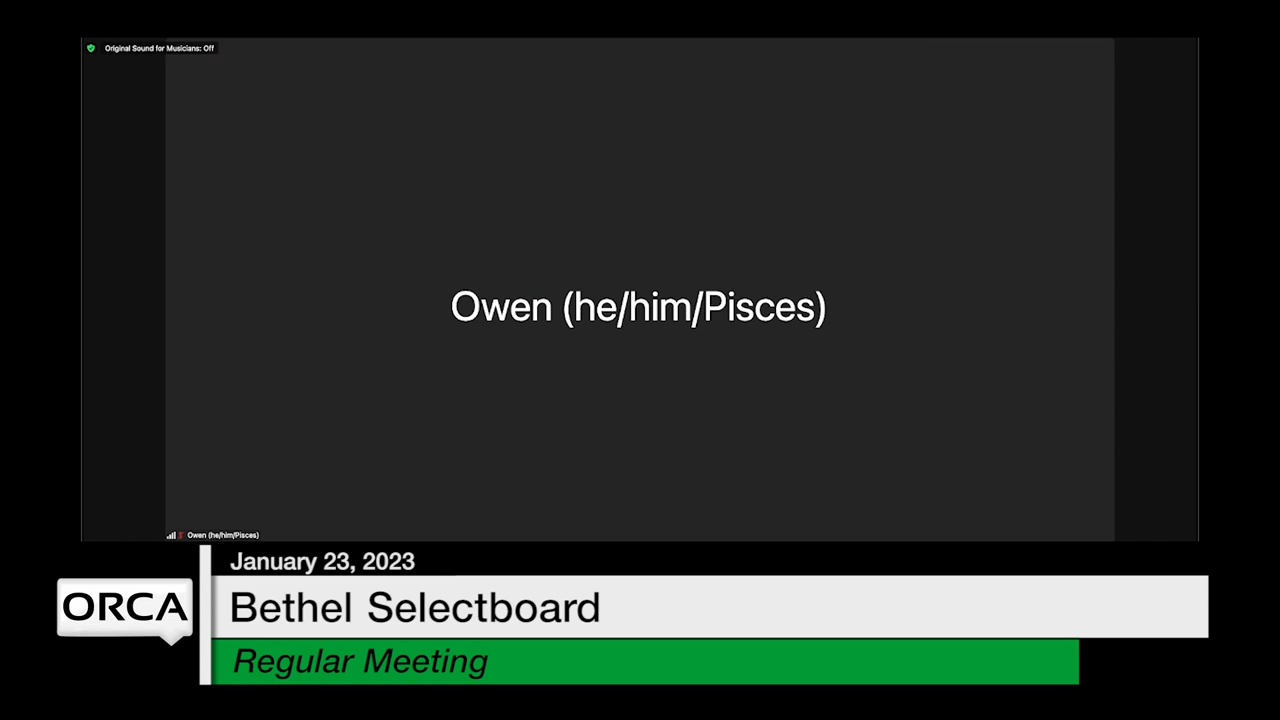 Original Sound for Musicians: Off
Owen (he/him/Pisces)
Owen (he/him/Pisces)
January 23, 2023
ORCA
Bethel Selectboard
Regular Meeting